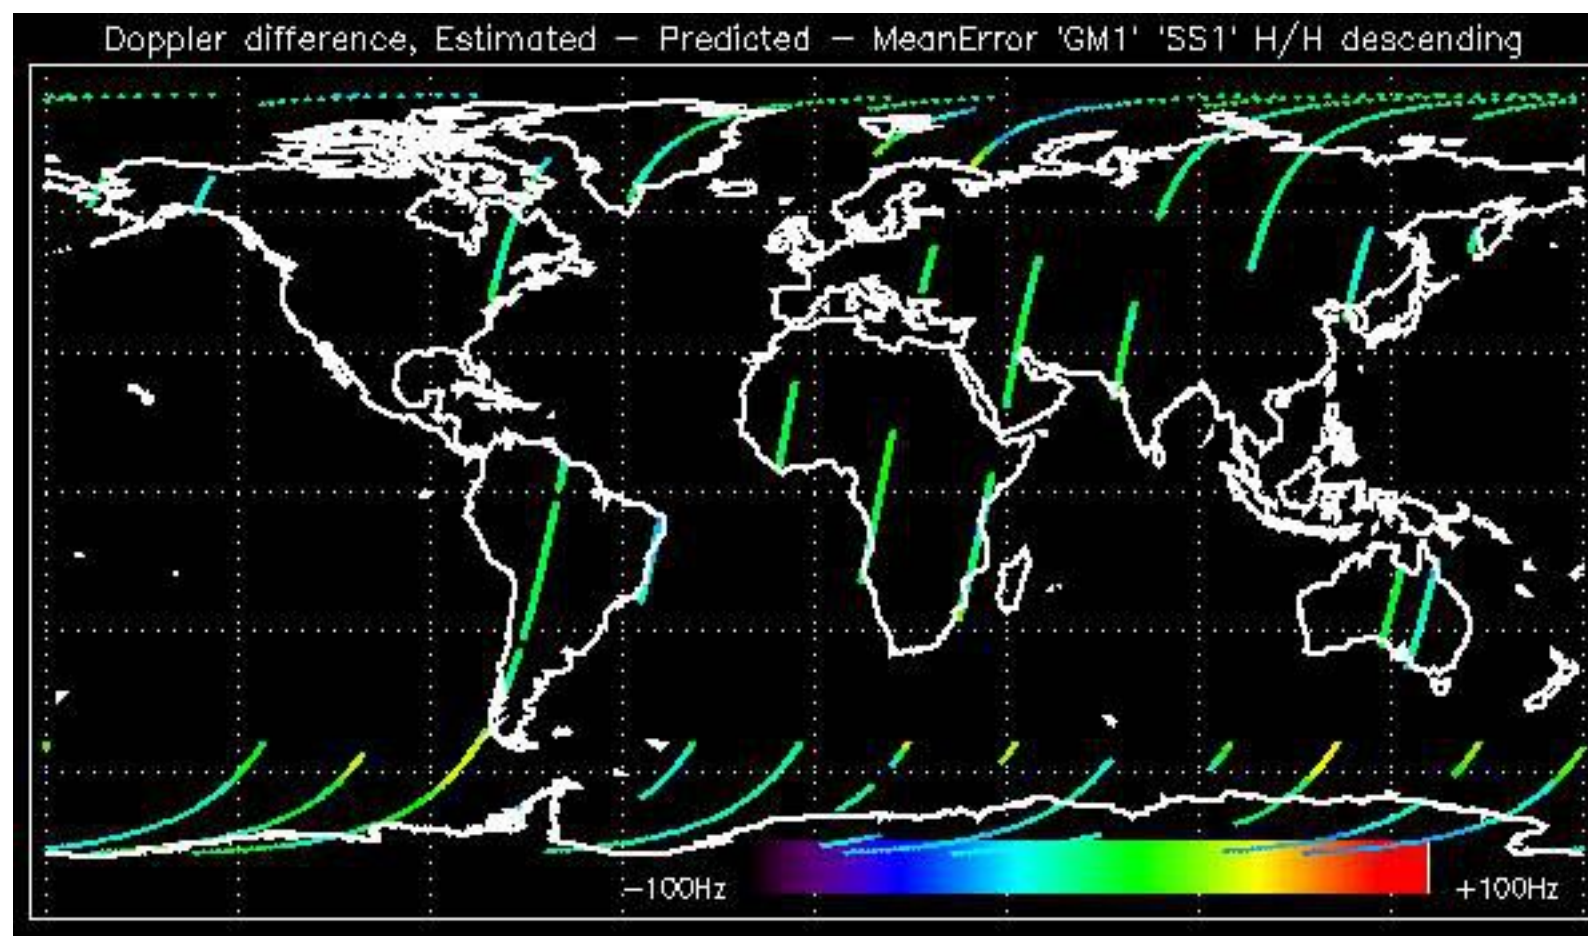 Doppler difference, Estimated – Predicted – MeanError 'GM1' 'SS1' H/H descending
–100Hz +100Hz